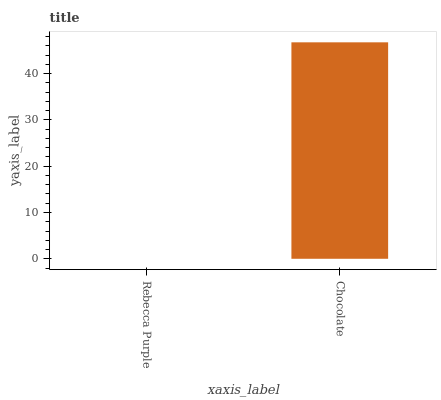 title
yaxis_label
40
30
20
10
0
Rebecca Purple
Chocolate
xaxis_label